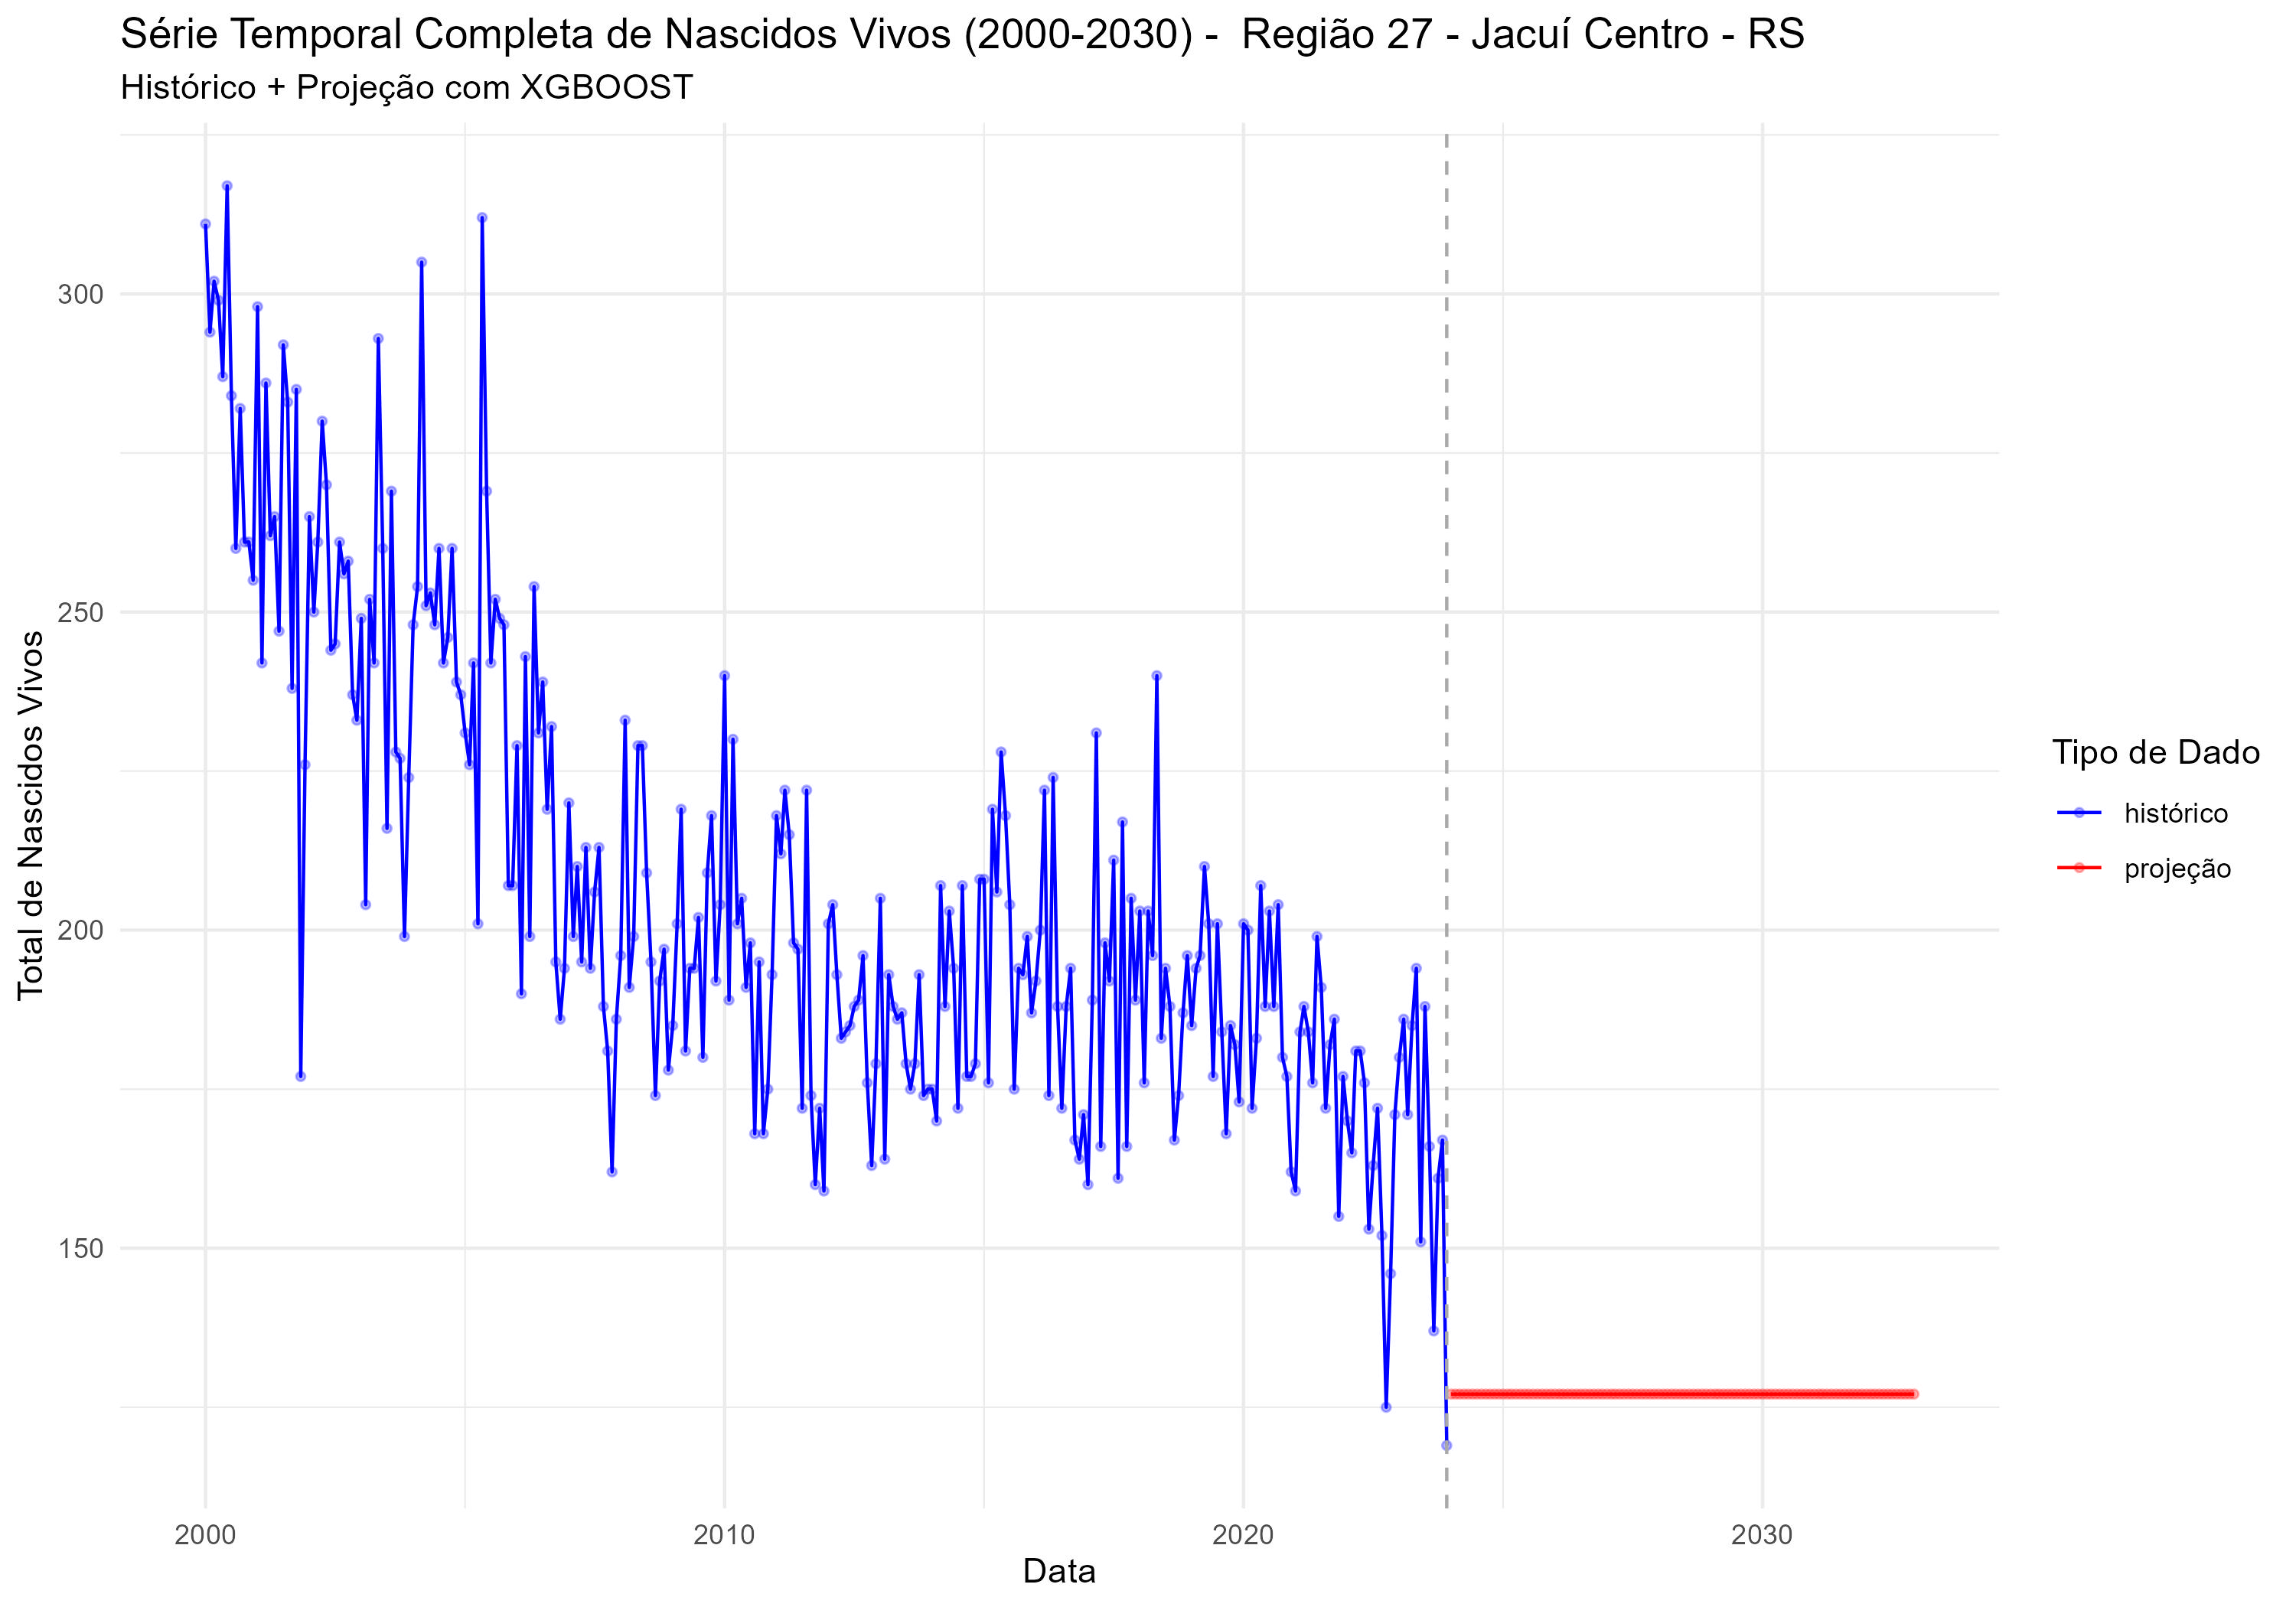 Série Temporal Completa de Nascidos Vivos (2000-2030) -  Região 27 - Jacuí Centro - RS
Histórico + Projeção com XGBOOST
Total de Nascidos Vivos
300
250
200
150
2000
2010
2020
2030
Data
Tipo de Dado
histórico
projeção